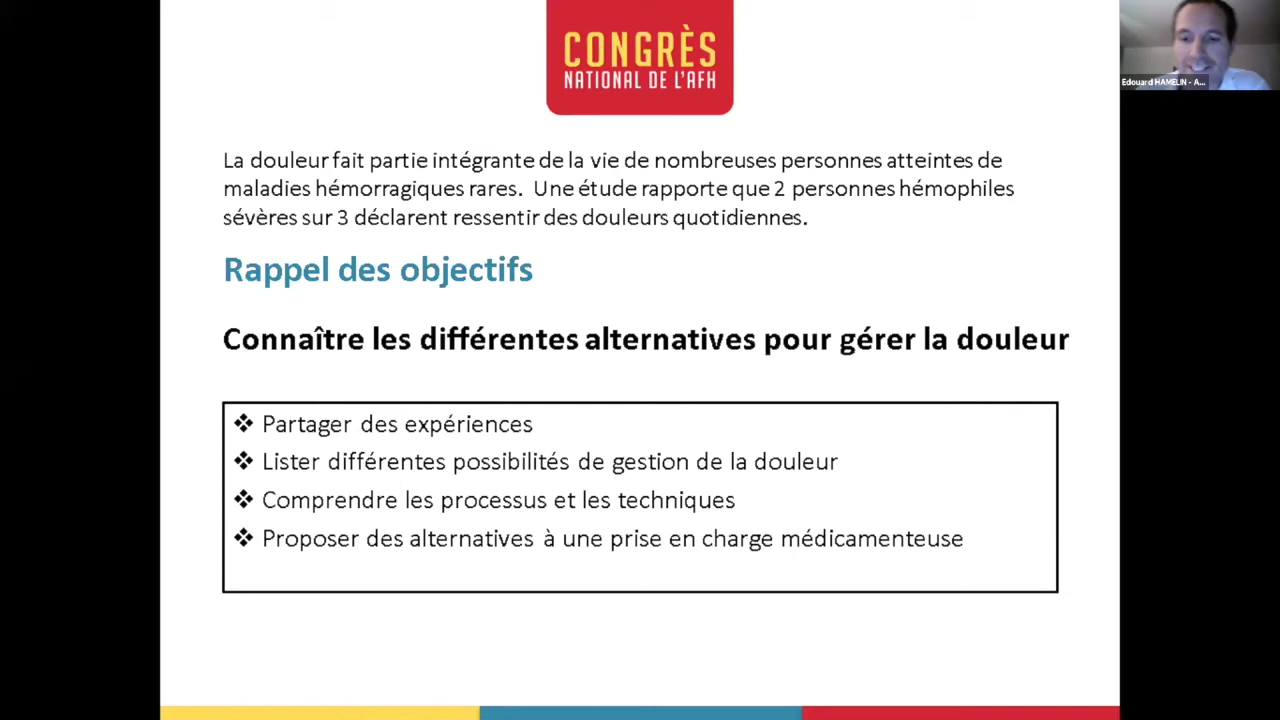 CONGRÈS
NATIONAL DE L'AFH
Edouard HAMELIN - A...
La douleur fait partie intégrante de la vie de nombreuses personnes atteintes de
maladies hémorragiques rares. Une étude rapporte que 2 personnes hémophiles
sévères sur 3 déclarent ressentir des douleurs quotidiennes.
Rappel des objectifs
Connaître les différentes alternatives pour gérer la douleur
❖ Partager des expériences
❖ Lister différentes possibilités de gestion de la douleur
❖ Comprendre les processus et les techniques
❖ Proposer des alternatives à une prise en charge médicamenteuse